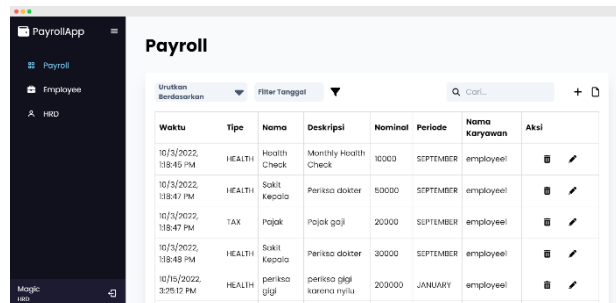 PayrollApp
Payroll
Employee
HRD
Magic
HRD
Payroll
Urutkan
Berdasarkan
Filter Tanggal
Cari...
Waktu Tipe Nama Deskripsi Nominal Periode Nama Karyawan Aksi
10/3/2022, 1:18:45 PM HEALTH Health Check Monthly Health Check 10000 SEPTEMBER employee1
10/3/2022, 1:18:47 PM HEALTH Sakit Kepala Periksa dokter 50000 SEPTEMBER employee1
10/3/2022, 1:18:47 PM TAX Pajak Pajak gaji 20000 SEPTEMBER employee1
10/3/2022, 1:18:48 PM HEALTH Sakit Kepala Periksa dokter 30000 SEPTEMBER employee1
10/15/2022, 3:25:12 PM HEALTH periksa gigi periksa gigi karena nyilu 200000 JANUARY employee1